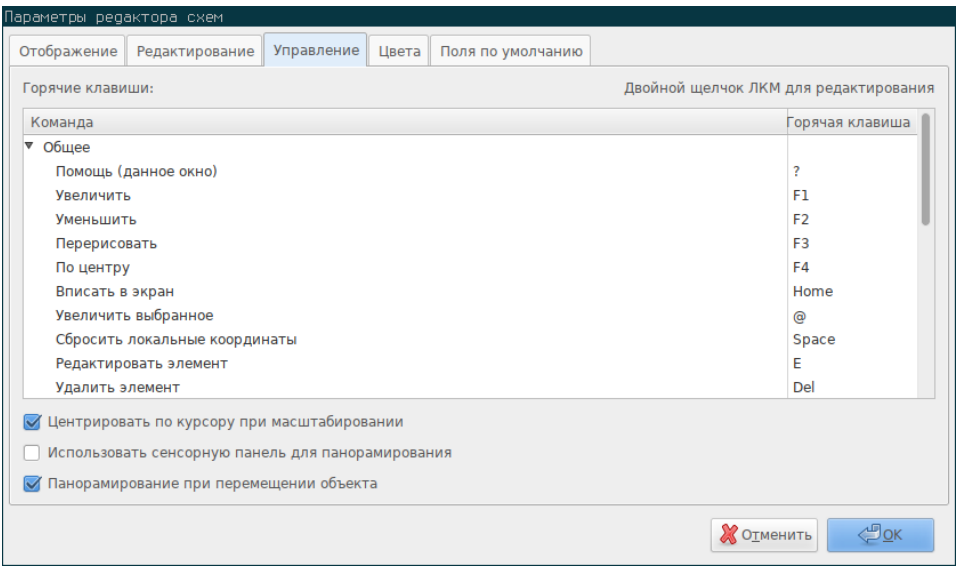 Параметры редактора схем
Отображение Редактирование Управление Цвета Поля по умолчанию
Горячие клавиши: Двойной щелчок ЛКМ для редактирования
Команда Горячая клавиша
Общее
Помощь (данное окно) ?
Увеличить F1
Уменьшить F2
Перерисовать F3
По центру F4
Вписать в экран Home
Увеличить выбранное @
Сбросить локальные координаты Space
Редактировать элемент E
Удалить элемент Del
Центрировать по курсору при масштабировании
Использовать сенсорную панель для панорамирования
Панорамирование при перемещении объекта
Отменить ОК